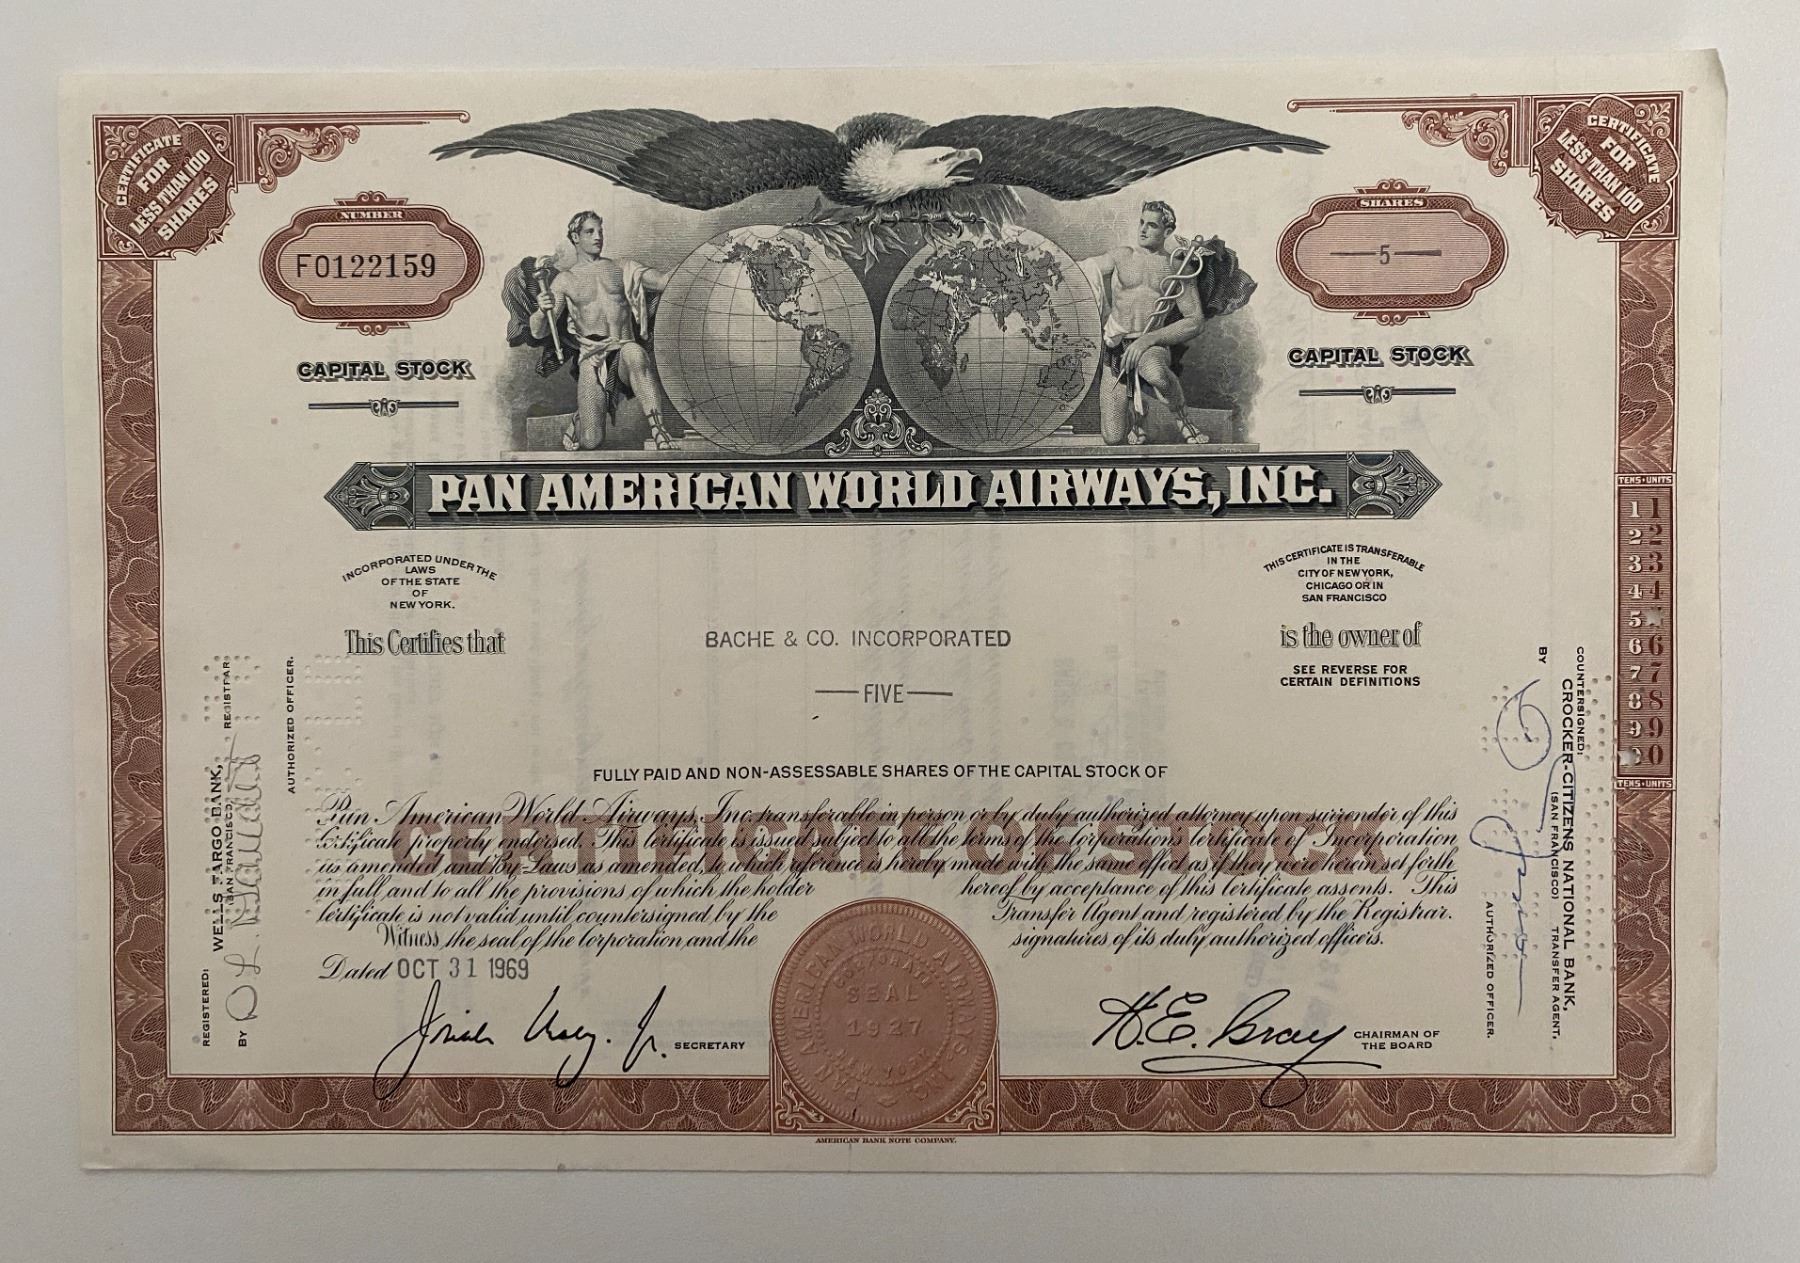 CERTIFICATE
FOR
LESS THAN 100
SHARES
CERTIFICATE
FOR
LESS THAN 100
SHARES
NUMBER
F0122159
SHARES
—5—
CAPITAL STOCK
CAPITAL STOCK
PAN AMERICAN WORLD AIRWAYS, INC.
INCORPORATED UNDER THE
LAWS
OF THE STATE
OF
NEW YORK.
THIS CERTIFICATE IS TRANSFERABLE
IN THE
CITY OF NEW YORK,
CHICAGO OR IN
SAN FRANCISCO
This Certifies that
BACHE & CO. INCORPORATED
is the owner of
SEE REVERSE FOR
CERTAIN DEFINITIONS
—FIVE—
FULLY PAID AND NON-ASSESSABLE SHARES OF THE CAPITAL STOCK OF
Pan American World Airways, Inc. transferable in person or by duly authorized attorney upon surrender of this
Certificate properly endorsed. This Certificate is issued subject to all the terms of the Corporation's Certificate of Incorporation
as amended and By-Laws as amended, to which reference is hereby made with the same effect as if they were herein set forth
in full, and to all the provisions of which the holder hereof by acceptance of this Certificate assents. This
Certificate is not valid until countersigned by the Transfer Agent and registered by the Registrar.
Witness, the seal of the Corporation and the signatures of its duly authorized officers.
Dated OCT 31 1969
SECRETARY
H.E. Gray
CHAIRMAN OF
THE BOARD
PAN AMERICAN WORLD AIRWAYS INC.
CORPORATE
SEAL
1927
NEW YORK
AMERICAN BANK NOTE COMPANY.
REGISTERED:
WELLS FARGO BANK,
(SAN FRANCISCO) REGISTRAR,
BY
AUTHORIZED OFFICER.
COUNTERSIGNED:
CROCKER-CITIZENS NATIONAL BANK,
(SAN FRANCISCO) TRANSFER AGENT,
BY
AUTHORIZED OFFICER.
TENS•UNITS
1 1
2 2
3 3
4 4
5
6 6
7 7
8 8
9 9
0
TENS•UNITS